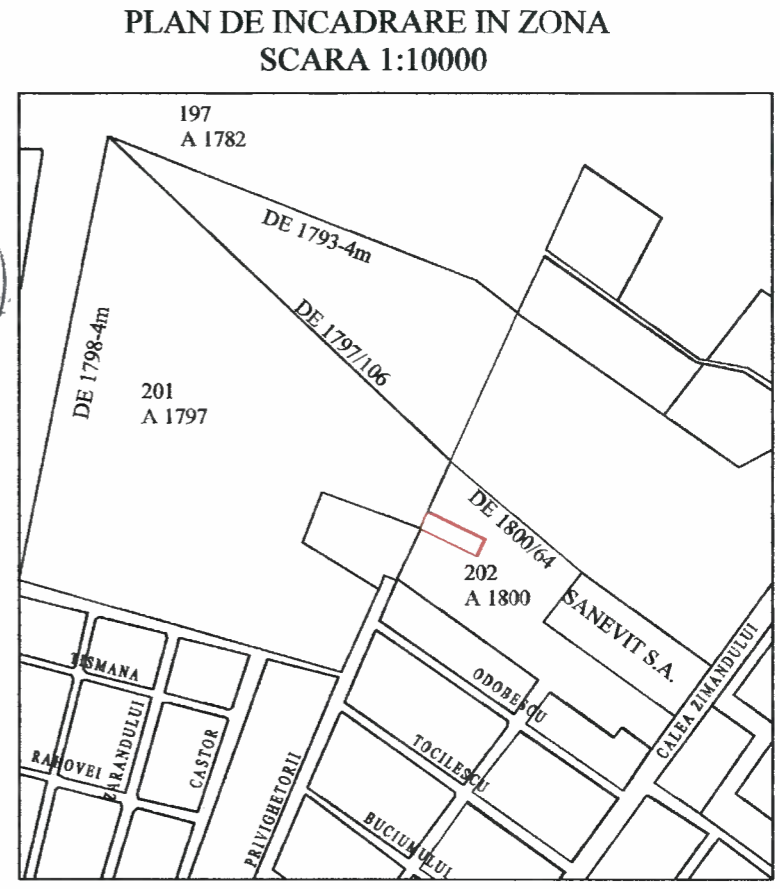 PLAN DE INCADRARE IN ZONA
SCARA 1:10000
197
A 1782
DE 1793-4m
DE 1797/106
DE 1798-4m
201
A 1797
DE 1800/64
202
A 1800
SANEVIT S.A.
CALEA ZIMANDULUI
TISMANA
ODOBESCU
ZARANDULUI
CASTOR
RAHOVEI
TOCILESCU
PRIVIGHETORII
BUCIUMULUI